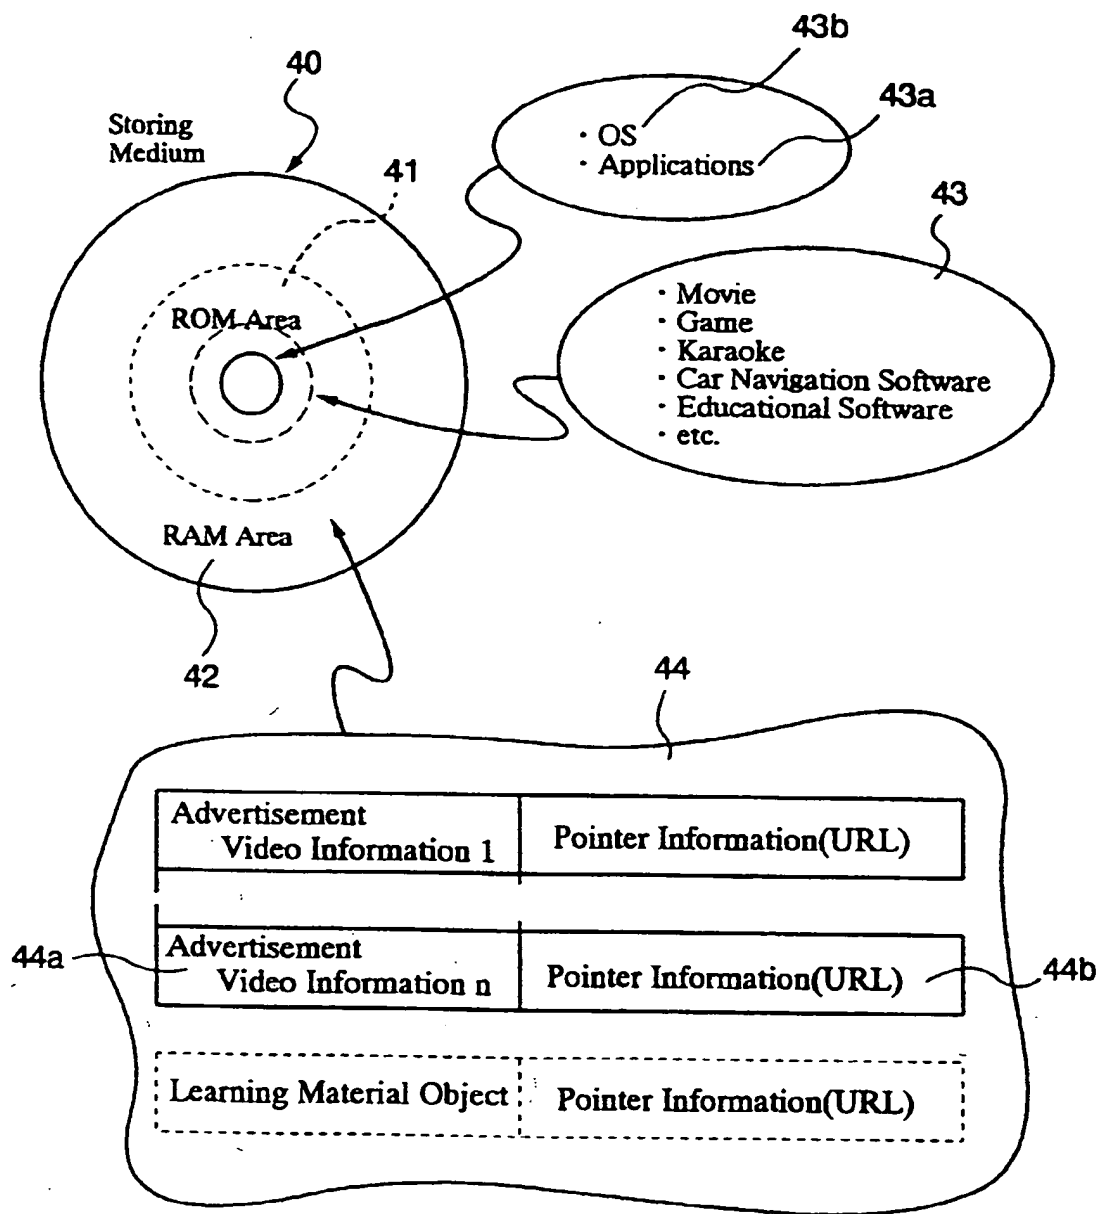 43b
40
43a
Storing
Medium
· OS
· Applications
41
43
· Movie
· Game
· Karaoke
· Car Navigation Software
· Educational Software
· etc.
ROM Area
RAM Area
42
44
Advertisement
Video Information 1
Pointer Information(URL)
44a
Advertisement
Video Information n
Pointer Information(URL)
44b
Learning Material Object
Pointer Information(URL)